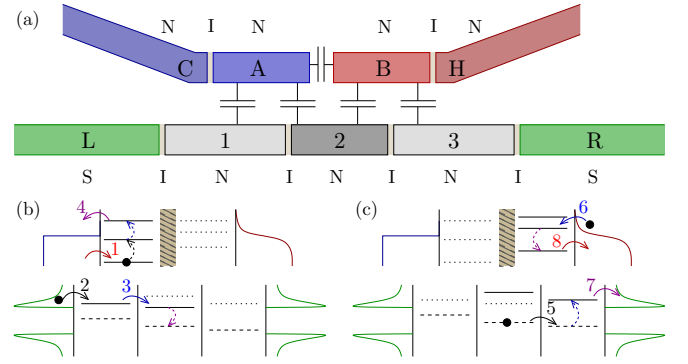 (a)
N I N N I N
C A B H
L 1 2 3 R
S I N I N I N I S
(b) (c)
4 6
1 8
2 3 7
5